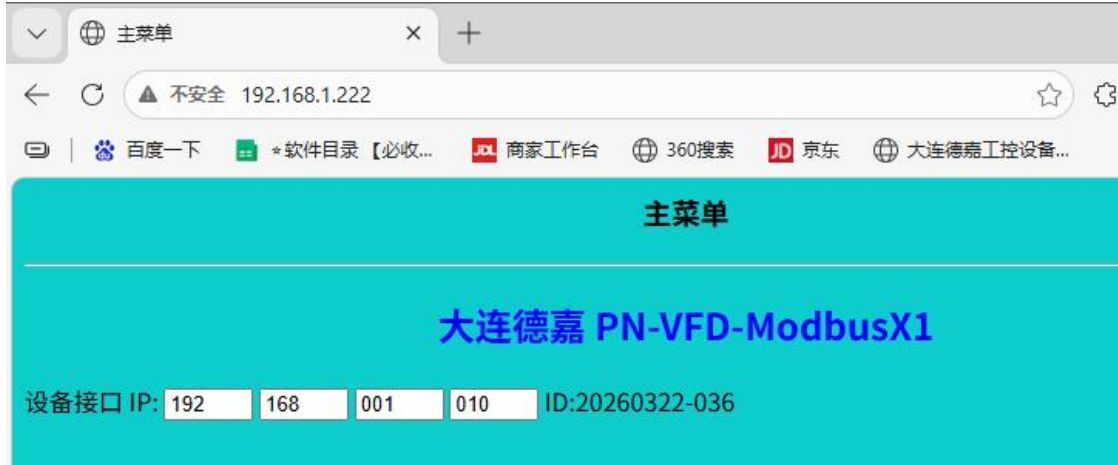 主菜单
不安全 192.168.1.222
百度一下 *软件目录【必收... JDL 商家工作台 360搜索 JD 京东 大连德嘉工控设备...
主菜单
大连德嘉 PN-VFD-ModbusX1
设备接口 IP: 192 168 001 010 ID:20260322-036